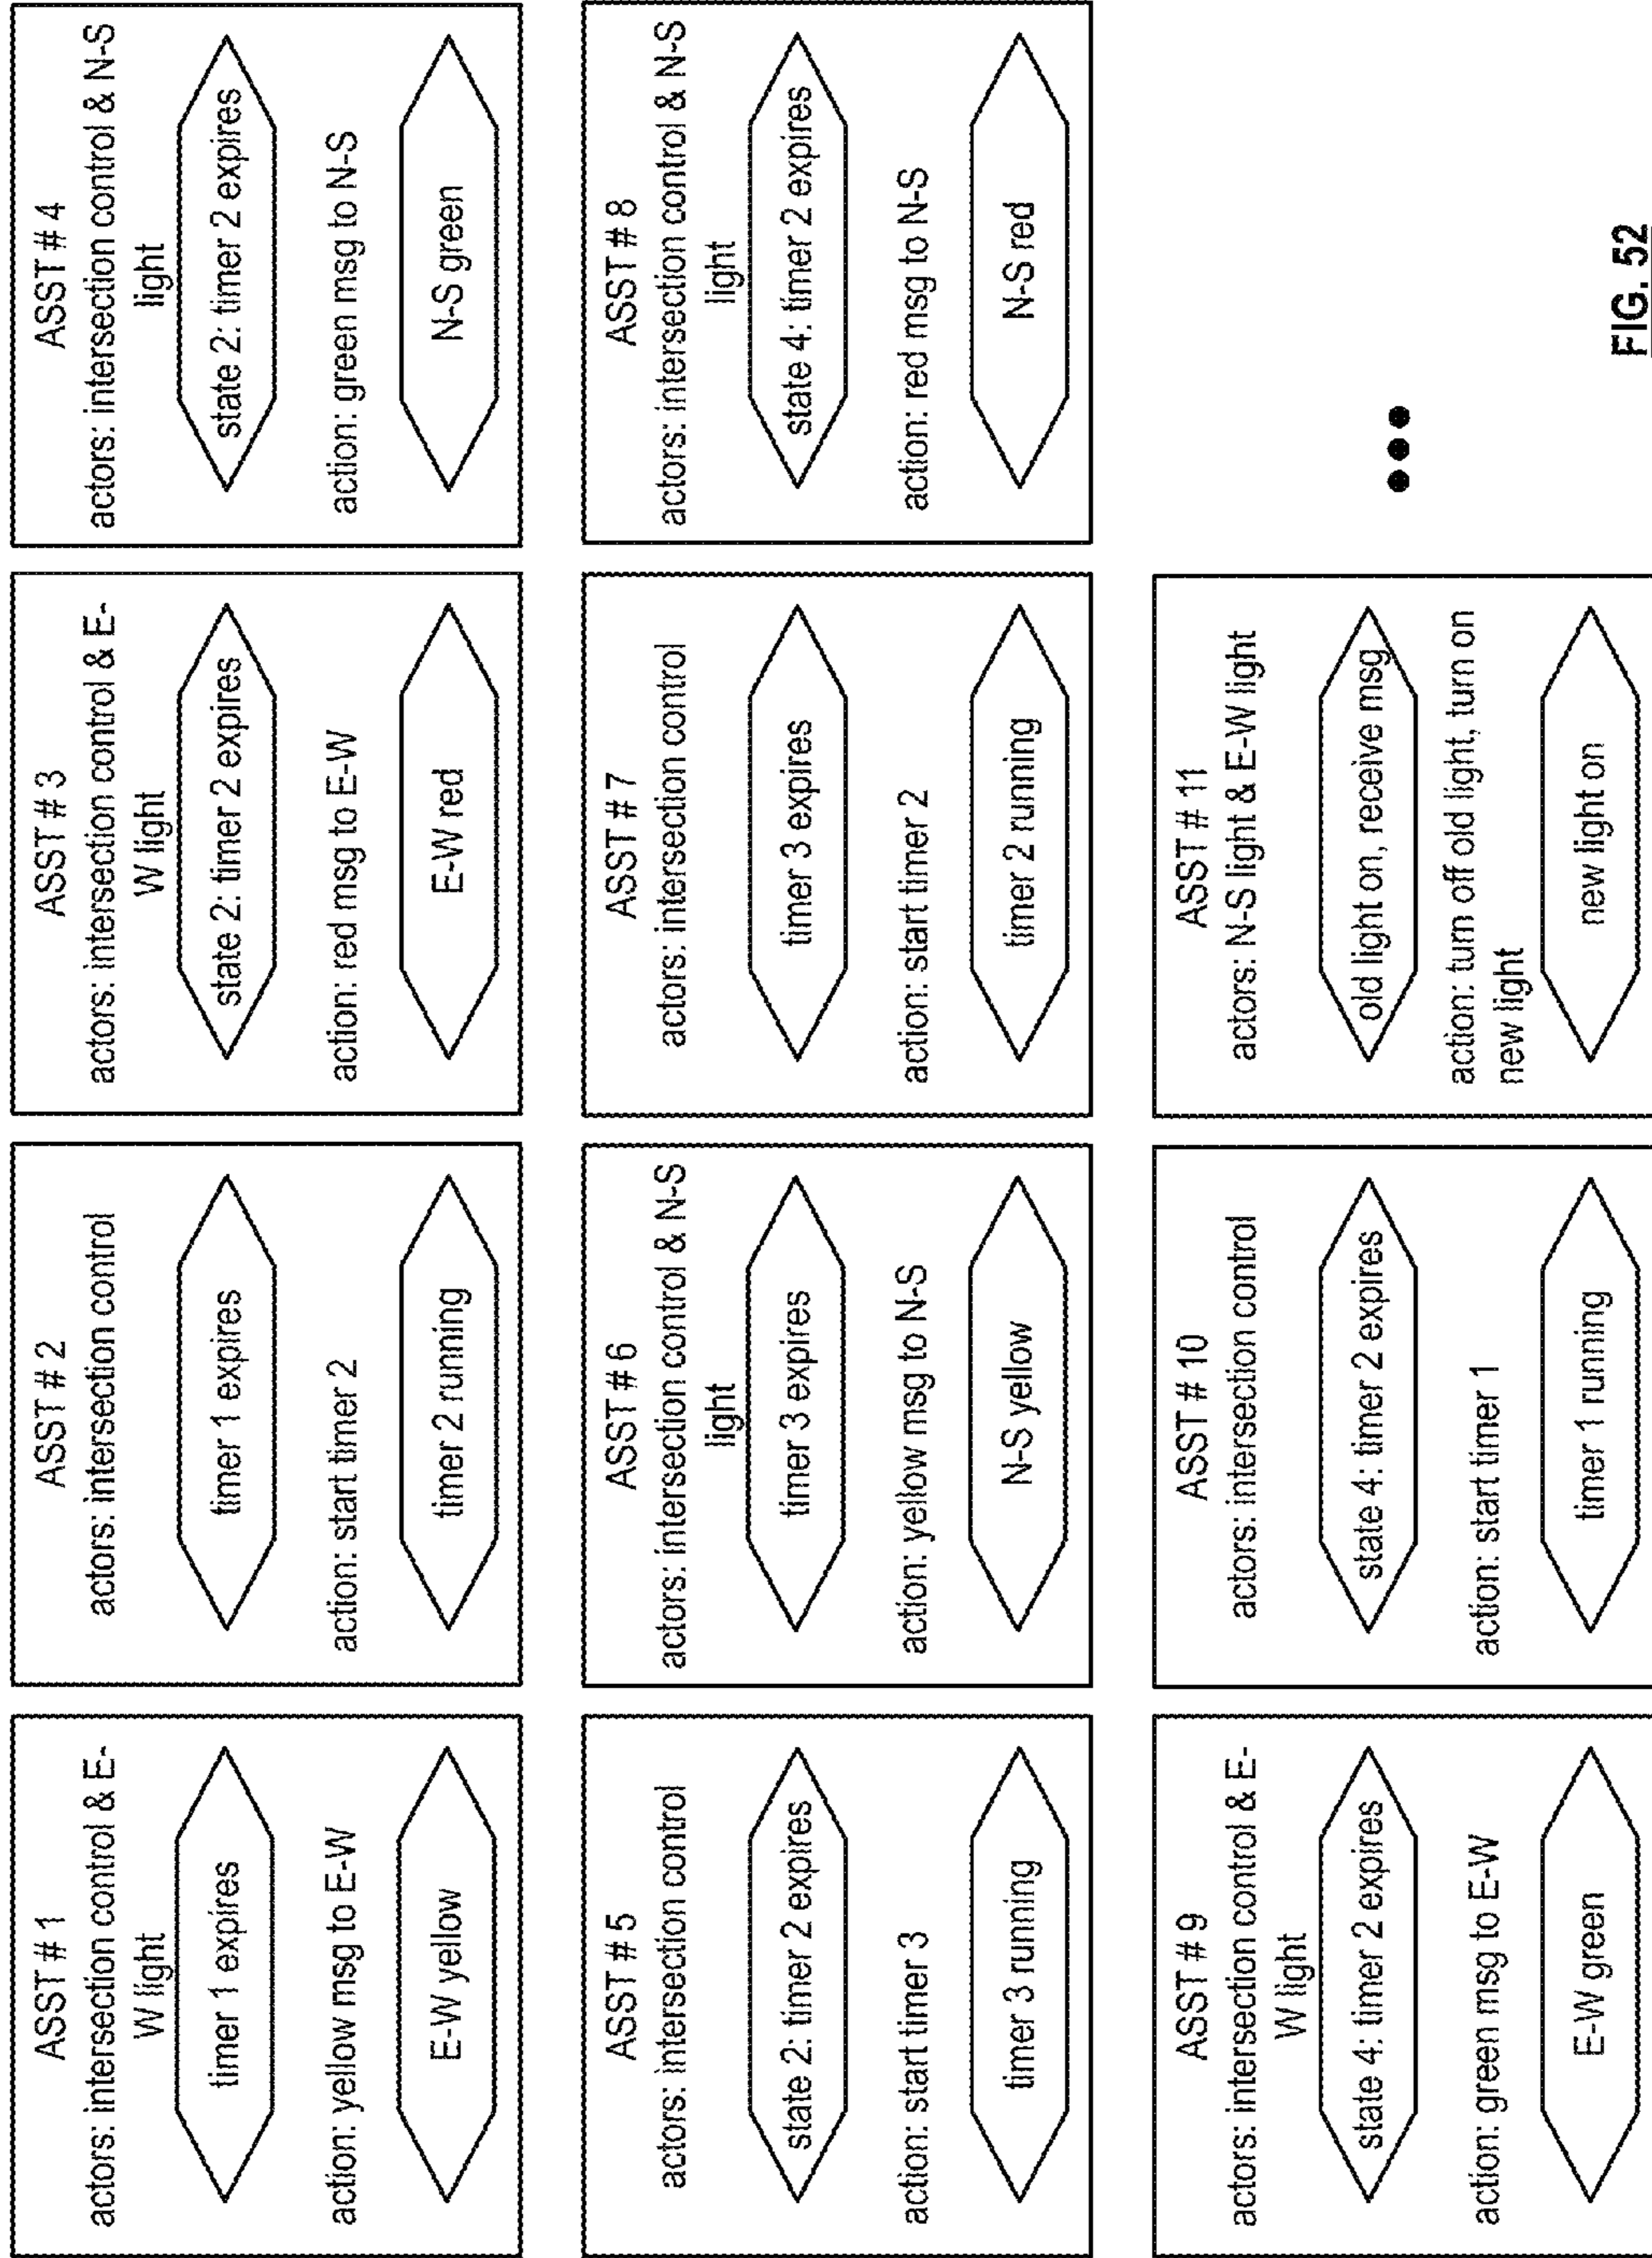 ASST # 1
actors: intersection control & E-
W light
timer 1 expires
action: yellow msg to E-W
E-W yellow
ASST # 2
actors: intersection control
timer 1 expires
action: start timer 2
timer 2 running
ASST # 3
actors: intersection control & E-
W light
state 2: timer 2 expires
action: red msg to E-W
E-W red
ASST # 4
actors: intersection control & N-S
light
state 2: timer 2 expires
action: green msg to N-S
N-S green
ASST # 5
actors: intersection control
state 2: timer 2 expires
action: start timer 3
timer 3 running
ASST # 6
actors: intersection control & N-S
light
timer 3 expires
action: yellow msg to N-S
N-S yellow
ASST # 7
actors: intersection control
timer 3 expires
action: start timer 2
timer 2 running
ASST # 8
actors: intersection control & N-S
light
state 4: timer 2 expires
action: red msg to N-S
N-S red
ASST # 9
actors: intersection control & E-
W light
state 4: timer 2 expires
action: green msg to E-W
E-W green
ASST # 10
actors: intersection control
state 4: timer 2 expires
action: start timer 1
timer 1 running
ASST # 11
actors: N-S light & E-W light
old light on, receive msg
action: turn off old light, turn on
new light
new light on
FIG. 52